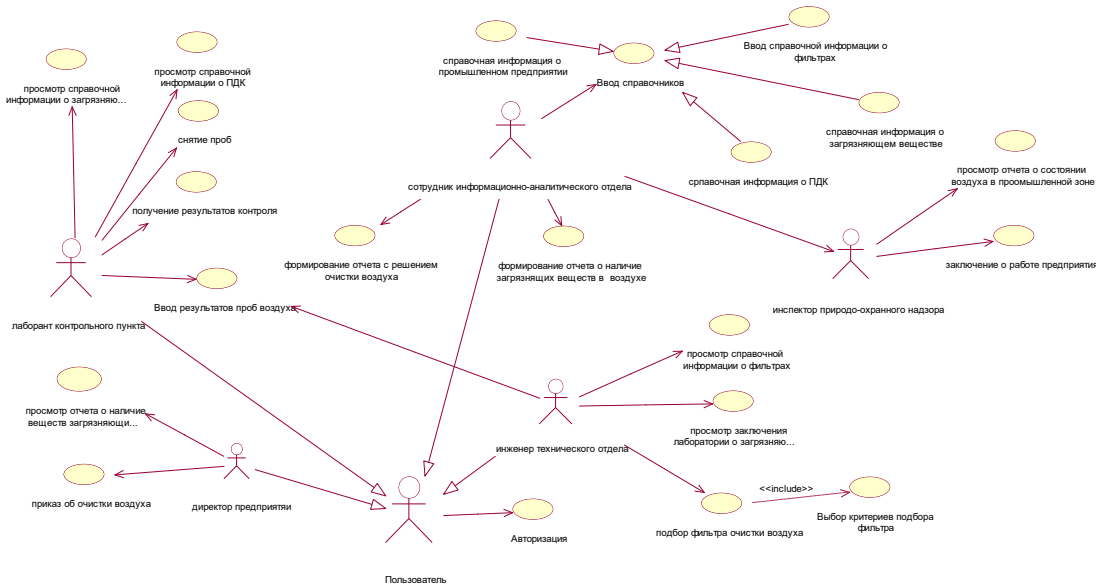 просмотр справочной
информации о загрязняю...
просмотр справочной
информации о ПДК
снятие проб
получение результатов контроля
Ввод результатов проб воздуха
лаборант контрольного пункта
справочная информация о
промышленном предприятии
Ввод справочников
Ввод справочной информации о
фильтрах
справочная информация о
загрязняющем веществе
српавочная информация о ПДК
сотрудник информационно-аналитического отдела
формирование отчета с решением
очистки воздуха
формирование отчета о наличие
загрязнящих веществ в воздухе
просмотр отчета о состоянии
воздуха в проомышленной зоне
заключение о работе предприятия
инспектор природо-охранного надзора
просмотр справочной
информации о фильтрах
просмотр заключения
лаборатории о загрязняю...
инженер технического отдела
просмотр отчета о наличие
веществ загрязняющи...
приказ об очистки воздуха
директор предприятии
<<include>>
подбор фильтра очистки воздуха
Выбор критериев подбора
фильтра
Авторизация
Пользователь